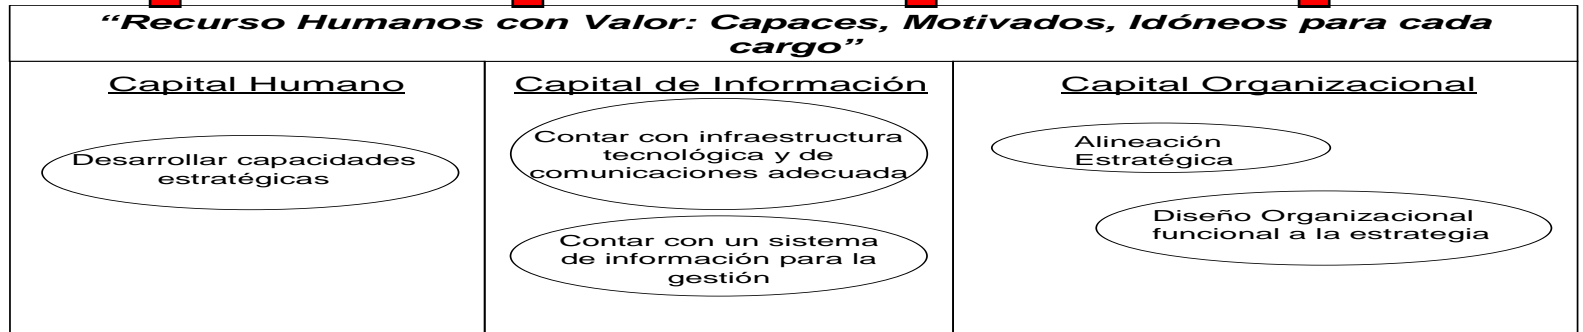 “Recurso Humanos con Valor: Capaces, Motivados, Idóneos para cada
cargo”
Capital Humano
Desarrollar capacidades
estratégicas
Capital de Información
Contar con infraestructura
tecnológica y de
comunicaciones adecuada
Contar con un sistema
de información para la
gestión
Capital Organizacional
Alineación
Estratégica
Diseño Organizacional
funcional a la estrategia